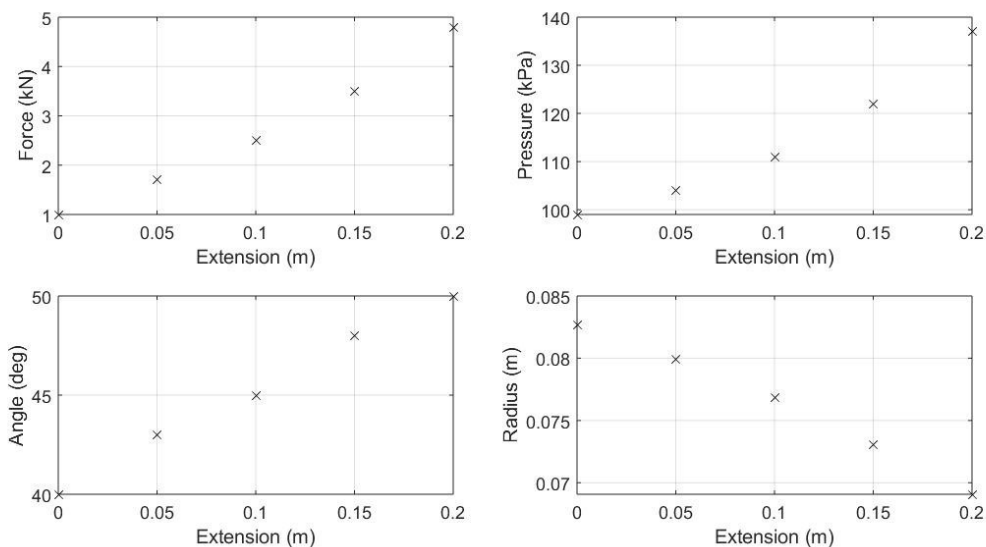 5
4
3
2
1
Force (kN)
0 0.05 0.1 0.15 0.2
Extension (m)
140
130
120
110
100
Pressure (kPa)
0 0.05 0.1 0.15 0.2
Extension (m)
50
45
40
Angle (deg)
0 0.05 0.1 0.15 0.2
Extension (m)
0.085
0.08
0.075
0.07
Radius (m)
0 0.05 0.1 0.15 0.2
Extension (m)